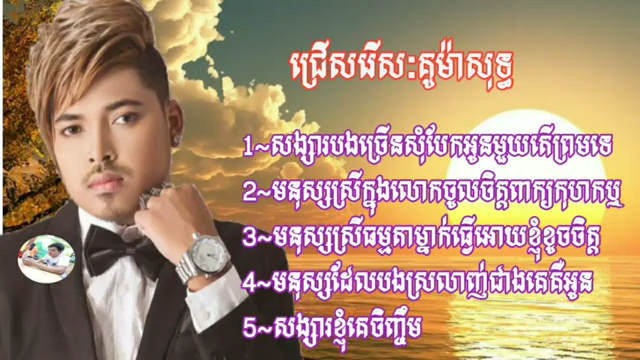 ជ្រើសរើសៈគូម៉ាសុទ្ធ
1~សង្សារបងច្រើនសុំបែកអូនមួយតើព្រមទេ
2~មនុស្សស្រីក្នុងលោកចូលចិត្តពាក្យកុហកឬ
3~មនុស្សស្រីធម្មតាម្នាក់ធ្វើអោយខ្ញុំខូចចិត្ត
4~មនុស្សដែលបងស្រលាញ់ជាងគេគឺអូន
5~សង្សារខ្ញុំគេចិញ្ចឹម